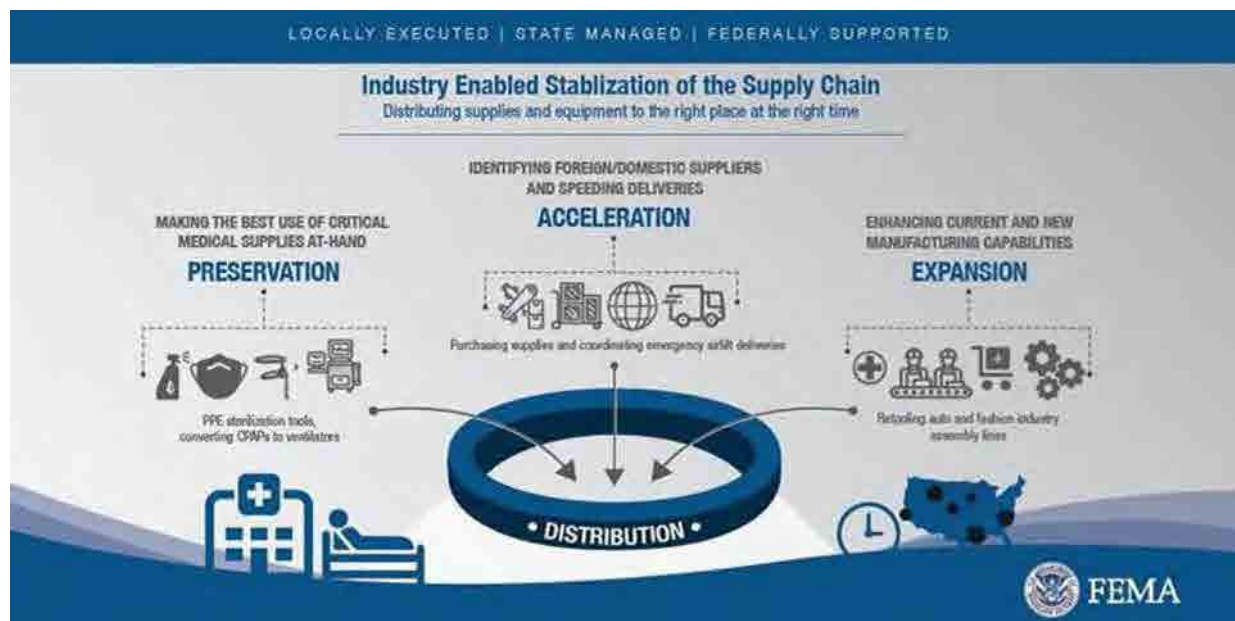 LOCALLY EXECUTED | STATE MANAGED | FEDERALLY SUPPORTED
Industry Enabled Stablization of the Supply Chain
Distributing supplies and equipment to the right place at the right time
IDENTIFYING FOREIGN/DOMESTIC SUPPLIERS
AND SPEEDING DELIVERIES
ACCELERATION
Purchasing supplies and coordinating emergency airlift deliveries
MAKING THE BEST USE OF CRITICAL
MEDICAL SUPPLIES AT-HAND
PRESERVATION
PPE sterilization tools,
converting CPAPs to ventilators
ENHANCING CURRENT AND NEW
MANUFACTURING CAPABILITIES
EXPANSION
Retooling auto and fashion industry
assembly lines
• DISTRIBUTION •
FEMA